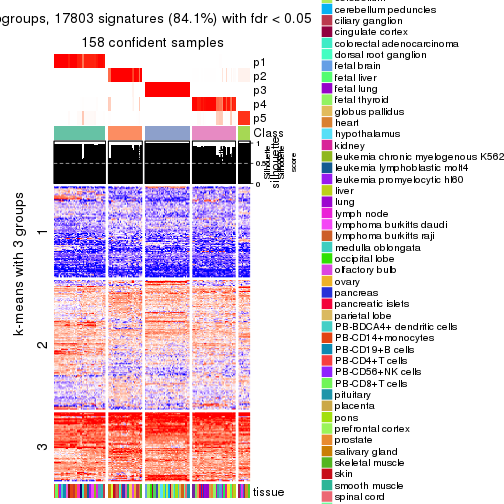 ogroups, 17803 signatures (84.1%) with fdr < 0.05
158 confident samples
p1
p2
p3
p4
p5
Class
1
0.5
0
silhouette
score
k-means with 3 groups
1
2
3
tissue
cerebellum peduncles
ciliary ganglion
cingulate cortex
colorectal adenocarcinoma
dorsal root ganglion
fetal brain
fetal liver
fetal lung
fetal thyroid
globus pallidus
heart
hypothalamus
kidney
leukemia chronic myelogenous K562
leukemia lymphoblastic molt4
leukemia promyelocytic hl60
liver
lung
lymph node
lymphoma burkitts daudi
lymphoma burkitts raji
medulla oblongata
occipital lobe
olfactory bulb
ovary
pancreas
pancreatic islets
parietal lobe
PB-BDCA4+ dendritic cells
PB-CD14+monocytes
PB-CD19+B cells
PB-CD4+T cells
PB-CD56+NK cells
PB-CD8+T cells
pituitary
placenta
pons
prefrontal cortex
prostate
salivary gland
skeletal muscle
skin
smooth muscle
spinal cord